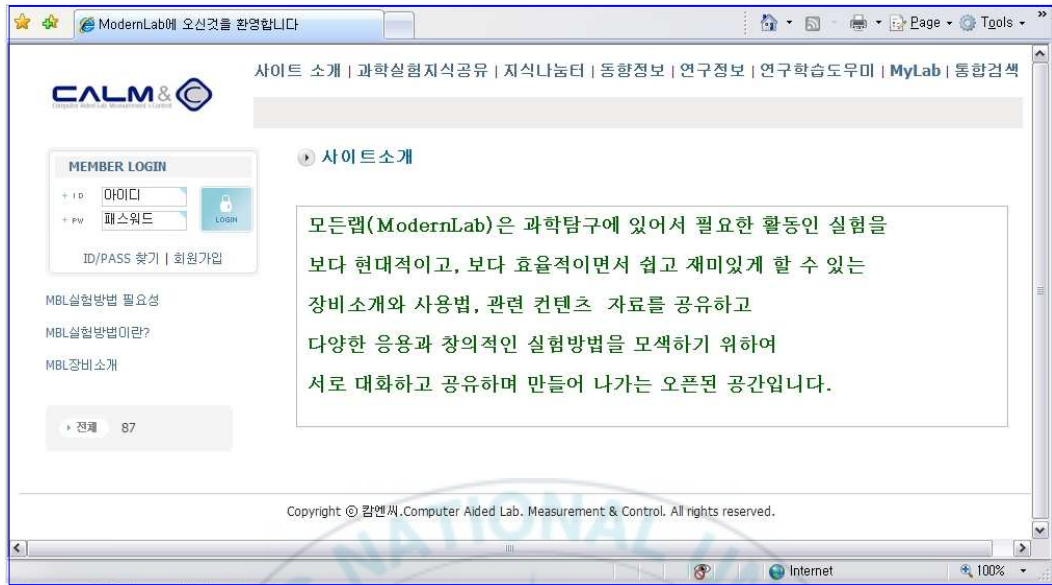 ModernLab에 오신것을 환영합니다
Page Tools
사이트 소개 | 과학실험지식공유 | 지식나눔터 | 동향정보 | 연구정보 | 연구학습도우미 | MyLab | 통합검색
CALM & C
Computer Aided Lab. Measurement & Control
MEMBER LOGIN
+ ID 아이디
+ PW 패스워드
LOGIN
ID/PASS 찾기 | 회원가입
MBL실험방법 필요성
MBL실험방법이란?
MBL장비소개
전체 87
사이트소개
모든랩(ModernLab)은 과학탐구에 있어서 필요한 활동인 실험을
보다 현대적이고, 보다 효율적이면서 쉽고 재미있게 할 수 있는
장비소개와 사용법, 관련 컨텐츠 자료를 공유하고
다양한 응용과 창의적인 실험방법을 모색하기 위하여
서로 대화하고 공유하며 만들어 나가는 오픈된 공간입니다.
Copyright ⓒ 캄엔씨.Computer Aided Lab. Measurement & Control. All rights reserved.
NATIONAL
Internet 100%